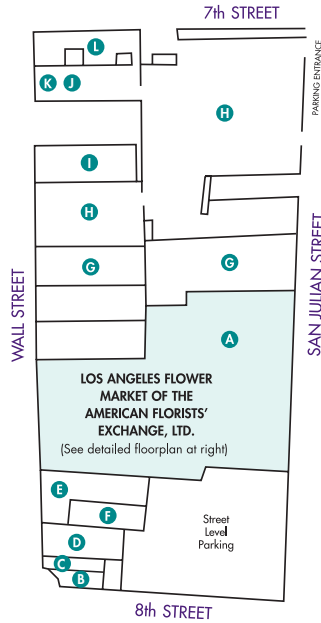 7th STREET
L
K J
H
PARKING ENTRANCE
I
H
G
G
WALL STREET
SAN JULIAN STREET
A
LOS ANGELES FLOWER
MARKET OF THE
AMERICAN FLORISTS'
EXCHANGE, LTD.
(See detailed floorplan at right)
E
F
Street
Level
Parking
D
C
B
8th STREET